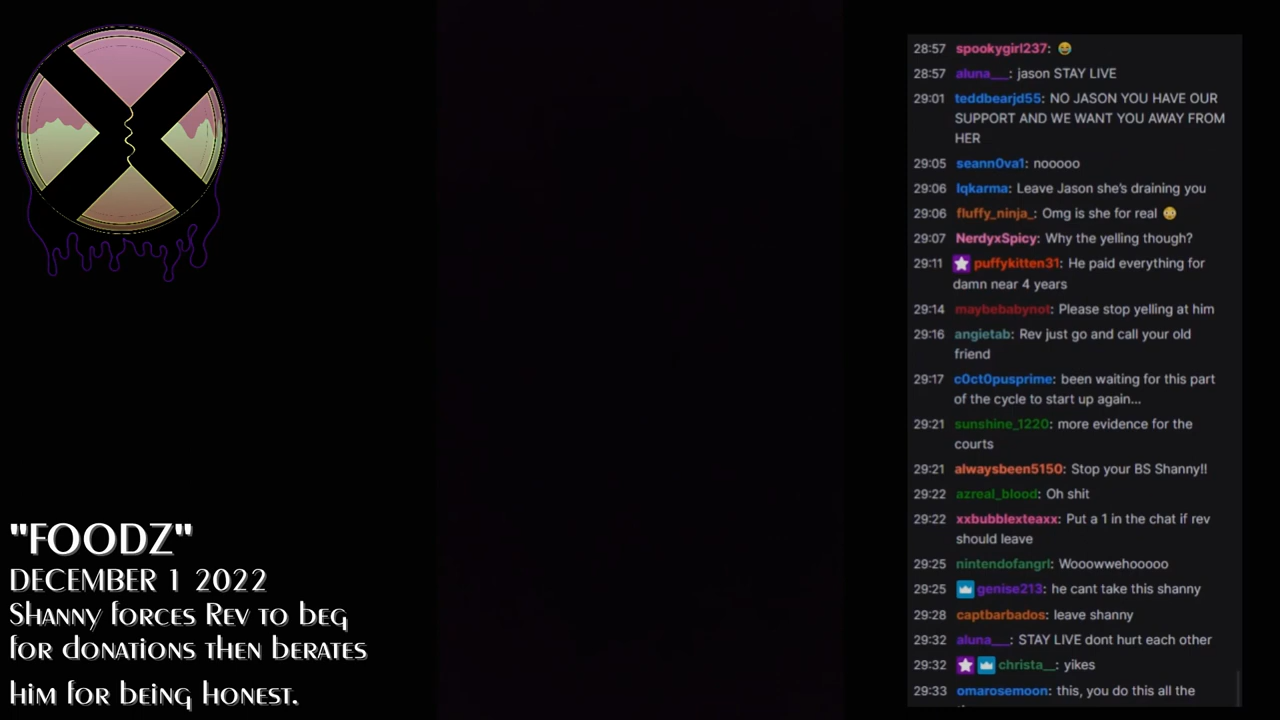 "FOODZ"
DECEMBER 1 2022
Shanny forces Rev to beg
for donations then berates
him for being honest.
28:57 spookygirl237: 😂
28:57 aluna___: jason STAY LIVE
29:01 teddbearjd55: NO JASON YOU HAVE OUR
SUPPORT AND WE WANT YOU AWAY FROM
HER
29:05 seann0va1: nooooo
29:06 lqkarma: Leave Jason she's draining you
29:06 fluffy_ninja_: Omg is she for real 😳
29:07 NerdyxSpicy: Why the yelling though?
29:11 puffykitten31: He paid everything for
damn near 4 years
29:14 maybebabynot: Please stop yelling at him
29:16 angietab: Rev just go and call your old
friend
29:17 c0ct0pusprime: been waiting for this part
of the cycle to start up again...
29:21 sunshine_1220: more evidence for the
courts
29:21 alwaysbeen5150: Stop your BS Shanny!!
29:22 azreal_blood: Oh shit
29:22 xxbubblexteaxx: Put a 1 in the chat if rev
should leave
29:25 nintendofangrl: Wooowwehooooo
29:25 genise213: he cant take this shanny
29:28 captbarbados: leave shanny
29:32 aluna___: STAY LIVE dont hurt each other
29:32 christa__: yikes
29:33 omarosemoon: this, you do this all the